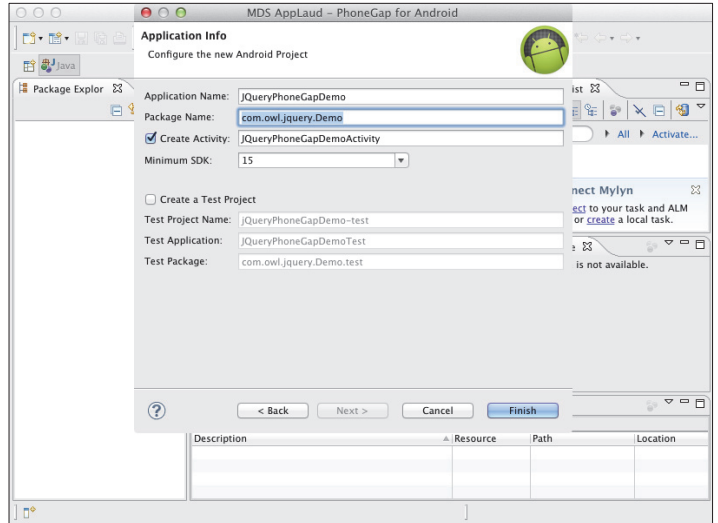 MDS AppLaud - PhoneGap for Android
Application Info
Configure the new Android Project
Java
Package Explor
Application Name: JQueryPhoneGapDemo
Package Name: com.owl.jquery.Demo
Create Activity: JQueryPhoneGapDemoActivity
Minimum SDK: 15
Create a Test Project
Test Project Name: jQueryPhoneGapDemo-test
Test Application: jQueryPhoneGapDemoTest
Test Package: com.owl.jquery.Demo.test
? < Back Next > Cancel Finish
ist
All Activate...
nect Mylyn
ect to your task and ALM
or create a local task.
is not available.
Description Resource Path Location